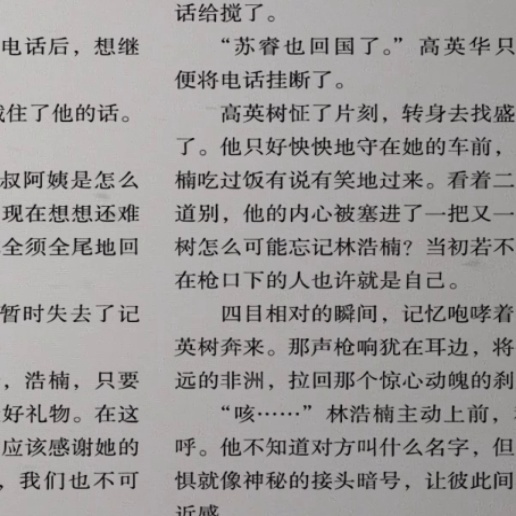 电话后，想继
住了他的话。
叔阿姨是怎么
现在想想还难
全须全尾地回
暂时失去了记
，浩楠，只要
好礼物。在这
应该感谢她的
，我们也不可
话给搅了。
“苏睿也回国了。”高英华只
便将电话挂断了。
高英树怔了片刻，转身去找盛
了。他只好怏怏地守在她的车前，
楠吃过饭有说有笑地过来。看着二
道别，他的内心被塞进了一把又一
树怎么可能忘记林浩楠？当初若不
在枪口下的人也许就是自己。
四目相对的瞬间，记忆咆哮着
英树奔来。那声枪响犹在耳边，将
远的非洲，拉回那个惊心动魄的刹
“咳……”林浩楠主动上前，
呼。他不知道对方叫什么名字，但
惧就像神秘的接头暗号，让彼此间
近感